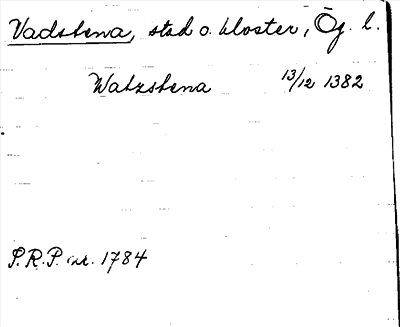 Vadstena, stad o. kloster, Ög. l.
Watzstena 13/12 1382
P.R.P. nr. 1784